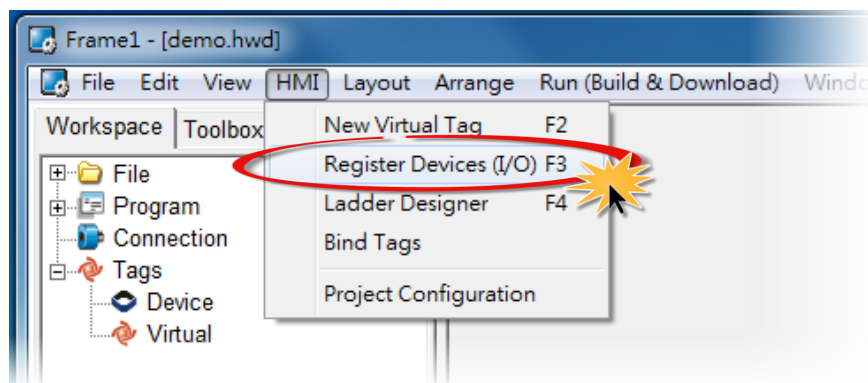 Frame1 - [demo.hwd]
File Edit View HMI Layout Arrange Run (Build & Download)
Workspace Toolbox
New Virtual Tag F2
Register Devices (I/O) F3
Ladder Designer F4
Bind Tags
Project Configuration
File
Program
Connection
Tags
Device
Virtual